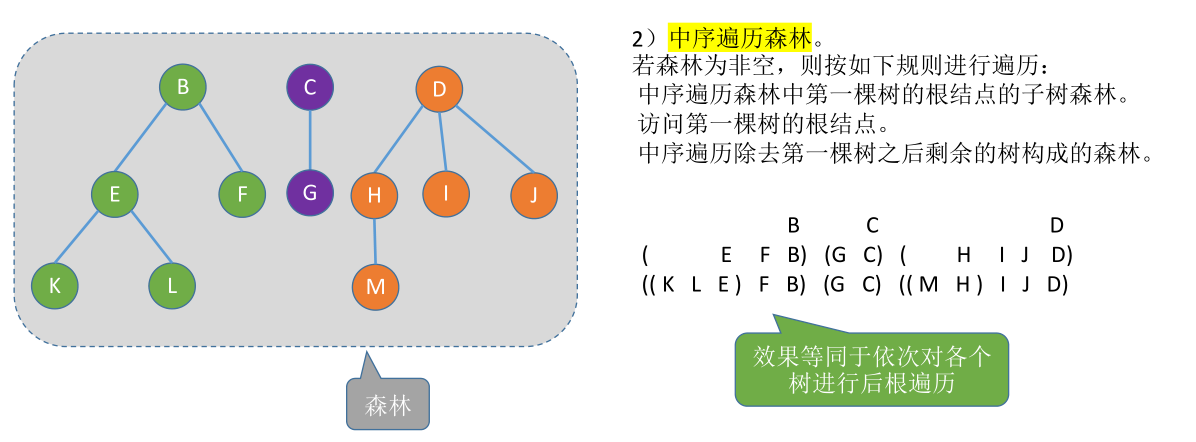 B
C
D
E
F
G
H
I
J
K
L
M
森林
2）中序遍历森林。
若森林为非空，则按如下规则进行遍历：
中序遍历森林中第一棵树的根结点的子树森林。
访问第一棵树的根结点。
中序遍历除去第一棵树之后剩余的树构成的森林。
B C D
( E F B) (G C) ( H I J D)
(( K L E ) F B) (G C) (( M H ) I J D)
效果等同于依次对各个
树进行后根遍历